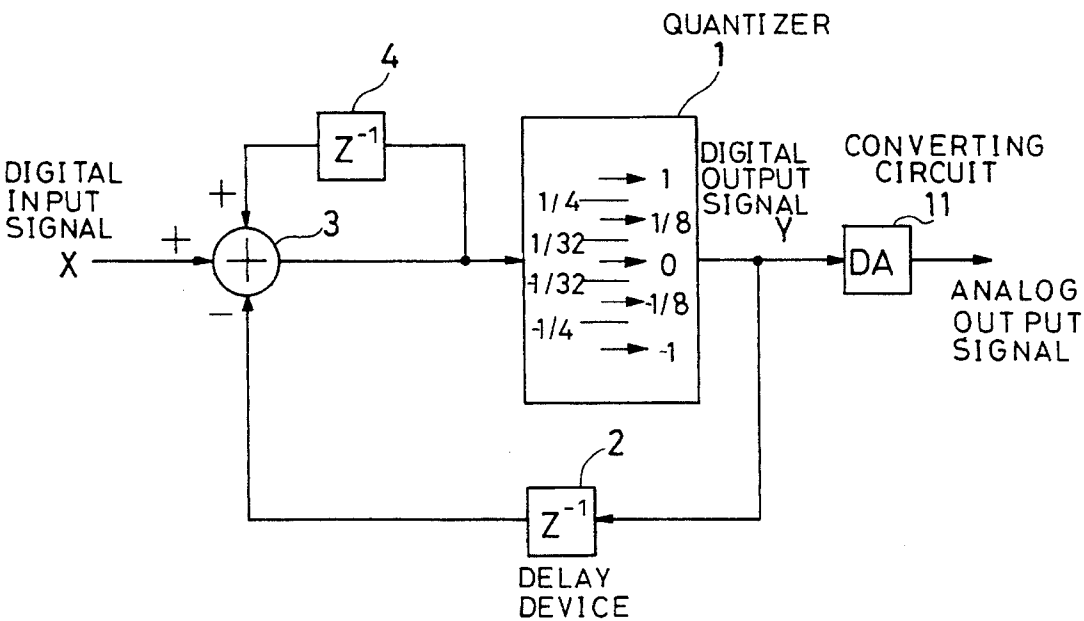 QUANTIZER
1
4
Z⁻¹
DIGITAL
INPUT
SIGNAL
X
+
+
+
−
3
1/4
1/32
-1/32
-1/4
1
1/8
0
-1/8
-1
DIGITAL
OUTPUT
SIGNAL
Y
CONVERTING
CIRCUIT
11
DA
ANALOG
OUTPUT
SIGNAL
2
Z⁻¹
DELAY
DEVICE